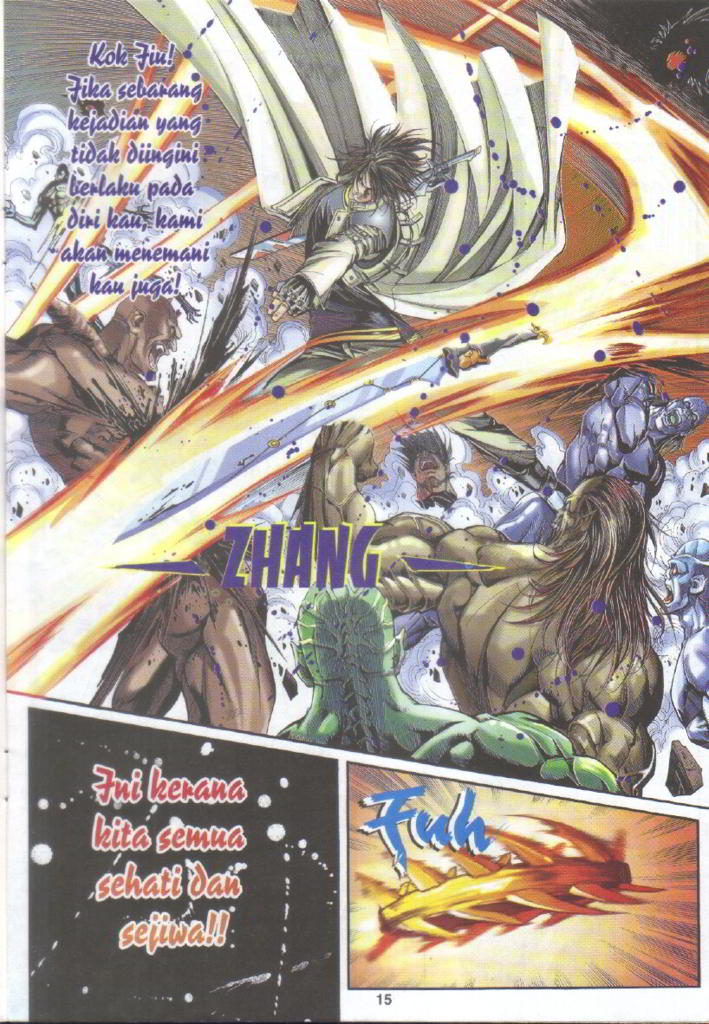 Kok Jiu!
Jika sebarang
kejadian yang
tidak diingini
berlaku pada
diri kau, kami
akan menemani
kau juga!
ZHANG
Ini kerana
kita semua
sehati dan
sejiwa!!
Fuh
15